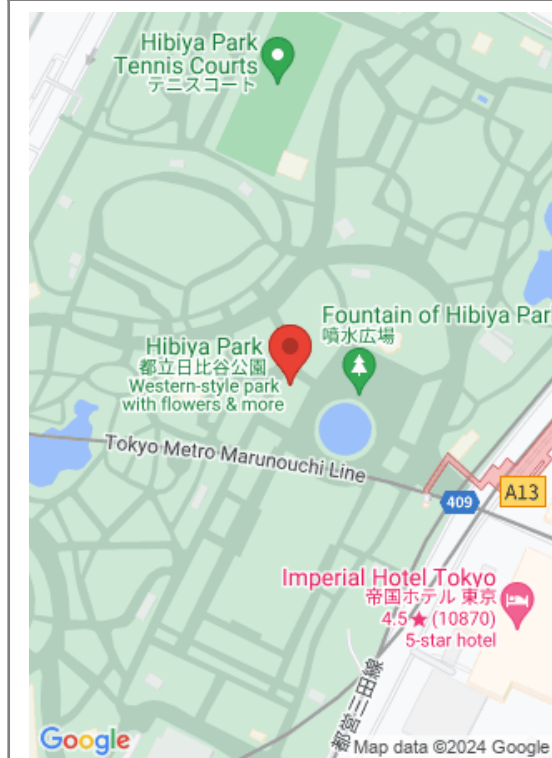 Hibiya Park
Tennis Courts
テニスコート
Fountain of Hibiya Par
噴水広場
Hibiya Park
都立日比谷公園
Western-style park
with flowers & more
Tokyo Metro Marunouchi Line
409
A13
Imperial Hotel Tokyo
帝国ホテル 東京
4.5★(10870)
5-star hotel
都営三田線
Google
Map data ©2024 Google